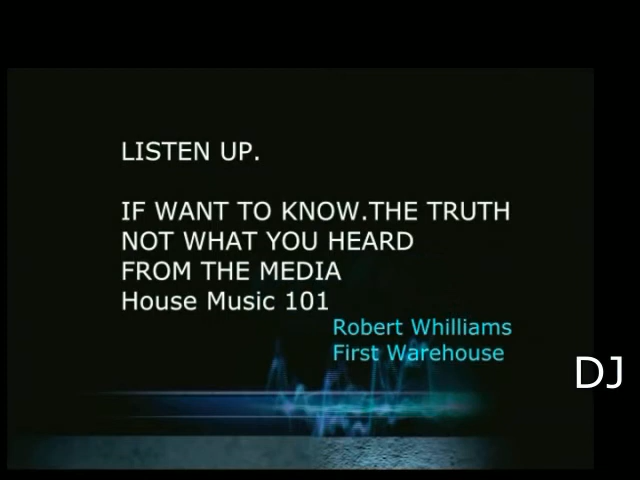 LISTEN UP.
IF WANT TO KNOW.THE TRUTH
NOT WHAT YOU HEARD
FROM THE MEDIA
House Music 101
Robert Whilliams
First Warehouse
DJ